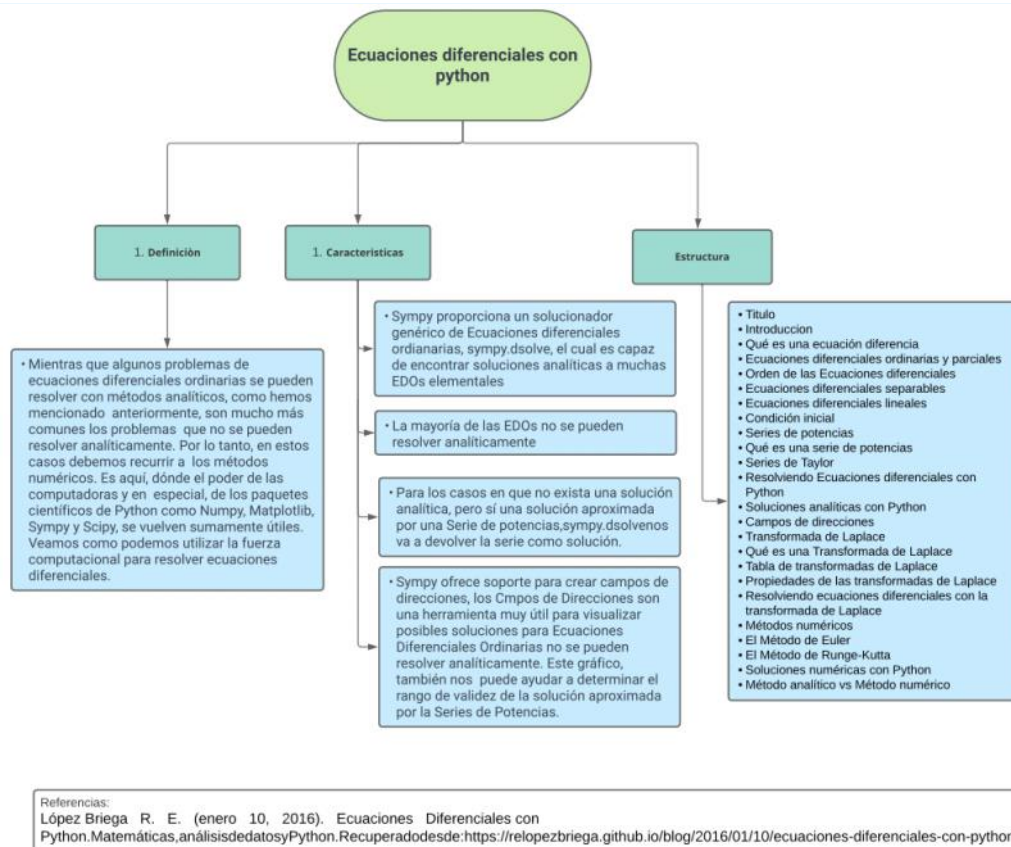 Ecuaciones diferenciales con
python
1. Definiciòn
1. Caracteristicas
Estructura
• Mientras que algunos problemas de
ecuaciones diferenciales ordinarias se pueden
resolver con métodos analíticos, como hemos
mencionado anteriormente, son mucho más
comunes los problemas que no se pueden
resolver analíticamente. Por lo tanto, en estos
casos debemos recurrir a los métodos
numéricos. Es aquí, dónde el poder de las
computadoras y en especial, de los paquetes
científicos de Python como Numpy, Matplotlib,
Sympy y Scipy, se vuelven sumamente útiles.
Veamos como podemos utilizar la fuerza
computacional para resolver ecuaciones
diferenciales.
• Sympy proporciona un solucionador
genérico de Ecuaciones diferenciales
ordianarias, sympy.dsolve, el cual es capaz
de encontrar soluciones analíticas a muchas
EDOs elementales
• La mayoría de las EDOs no se pueden
resolver analíticamente
• Para los casos en que no exista una solución
analítica, pero sí una solución aproximada
por una Serie de potencias,sympy.dsolvenos
va a devolver la serie como solución.
• Sympy ofrece soporte para crear campos de
direcciones, los Cmpos de Direcciones son
una herramienta muy útil para visualizar
posibles soluciones para Ecuaciones
Diferenciales Ordinarias no se pueden
resolver analíticamente. Este gráfico,
también nos puede ayudar a determinar el
rango de validez de la solución aproximada
por la Series de Potencias.
• Titulo
• Introduccion
• Qué es una ecuación diferencia
• Ecuaciones diferenciales ordinarias y parciales
• Orden de las Ecuaciones diferenciales
• Ecuaciones diferenciales separables
• Ecuaciones diferenciales lineales
• Condición inicial
• Series de potencias
• Qué es una serie de potencias
• Series de Taylor
• Resolviendo Ecuaciones diferenciales con
Python
• Soluciones analíticas con Python
• Campos de direcciones
• Transformada de Laplace
• Qué es una Transformada de Laplace
• Tabla de transformadas de Laplace
• Propiedades de las transformadas de Laplace
• Resolviendo ecuaciones diferenciales con la
transformada de Laplace
• Métodos numéricos
• El Método de Euler
• El Método de Runge-Kutta
• Soluciones numéricas con Python
• Método analítico vs Método numérico
Referencias:
López Briega R. E. (enero 10, 2016). Ecuaciones Diferenciales con
Python.Matemáticas,análisisdedatosyPython.Recuperadodesde:https://relopezbriega.github.io/blog/2016/01/10/ecuaciones-diferenciales-con-python